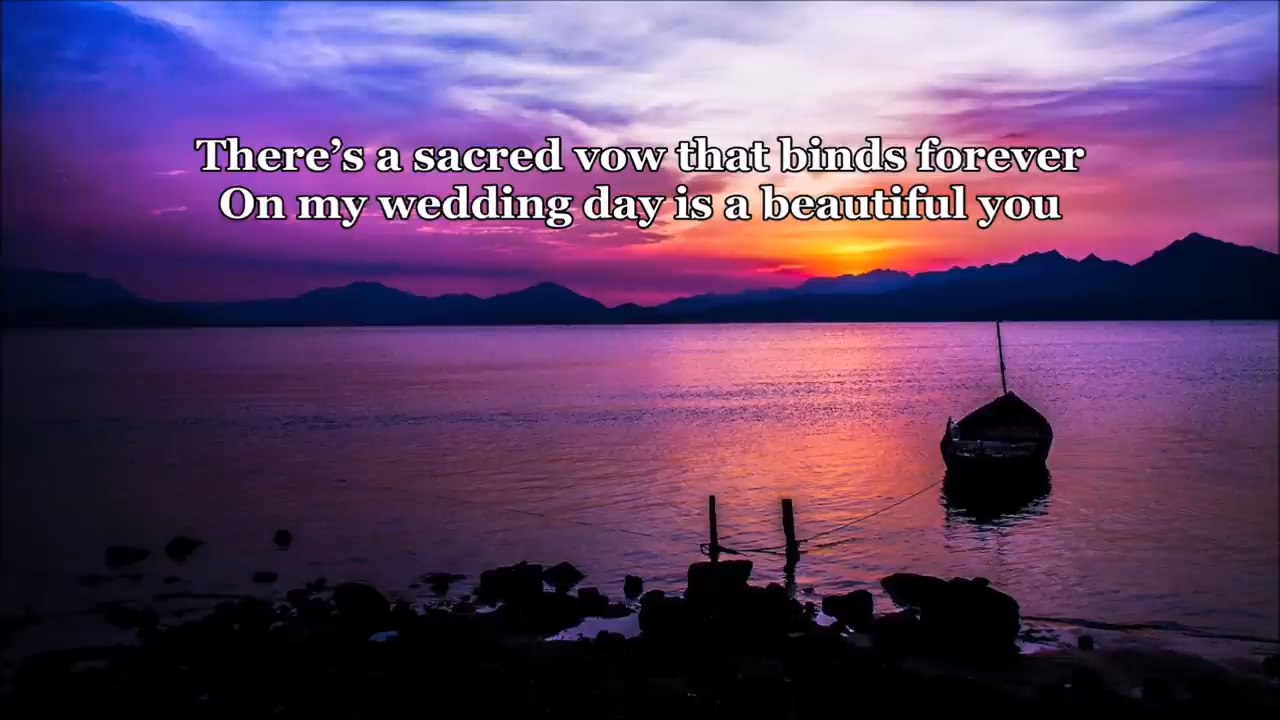 There’s a sacred vow that binds forever
On my wedding day is a beautiful you